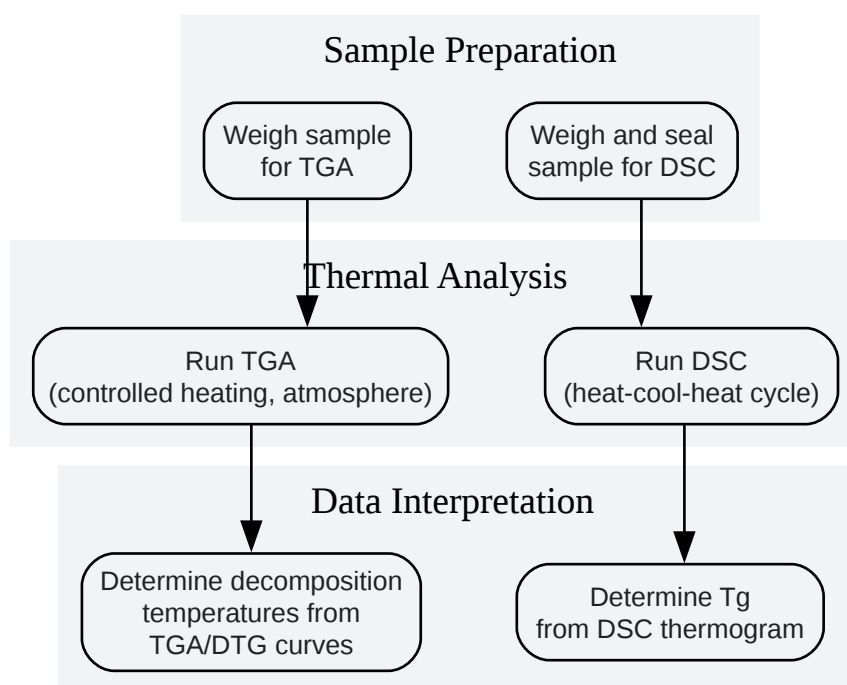 Sample Preparation
Weigh sample
for TGA
Weigh and seal
sample for DSC
Thermal Analysis
Run TGA
(controlled heating, atmosphere)
Run DSC
(heat-cool-heat cycle)
Data Interpretation
Determine decomposition
temperatures from
TGA/DTG curves
Determine Tg
from DSC thermogram